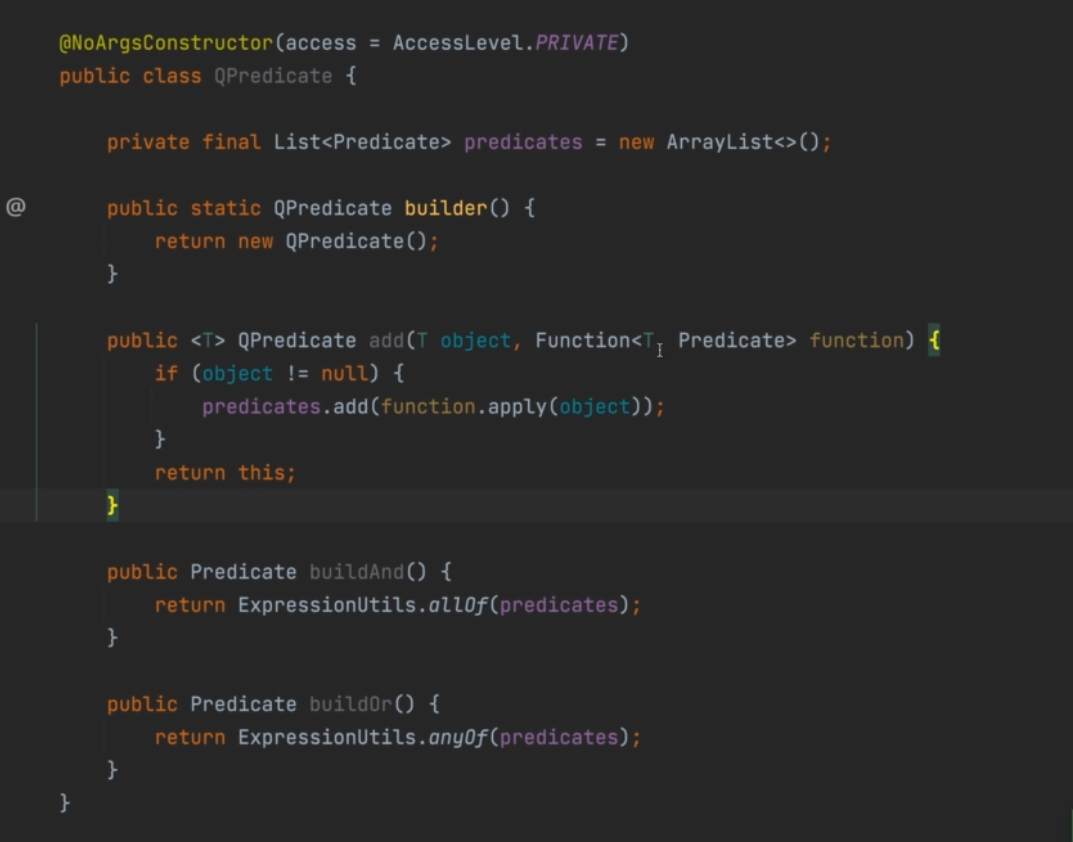 @NoArgsConstructor(access = AccessLevel.PRIVATE)
public class QPredicate {
private final List<Predicate> predicates = new ArrayList<>();
@
public static QPredicate builder() {
return new QPredicate();
}
public <T> QPredicate add(T object, Function<T, Predicate> function) {
if (object != null) {
predicates.add(function.apply(object));
}
return this;
}
public Predicate buildAnd() {
return ExpressionUtils.allOf(predicates);
}
public Predicate buildOr() {
return ExpressionUtils.anyOf(predicates);
}
}